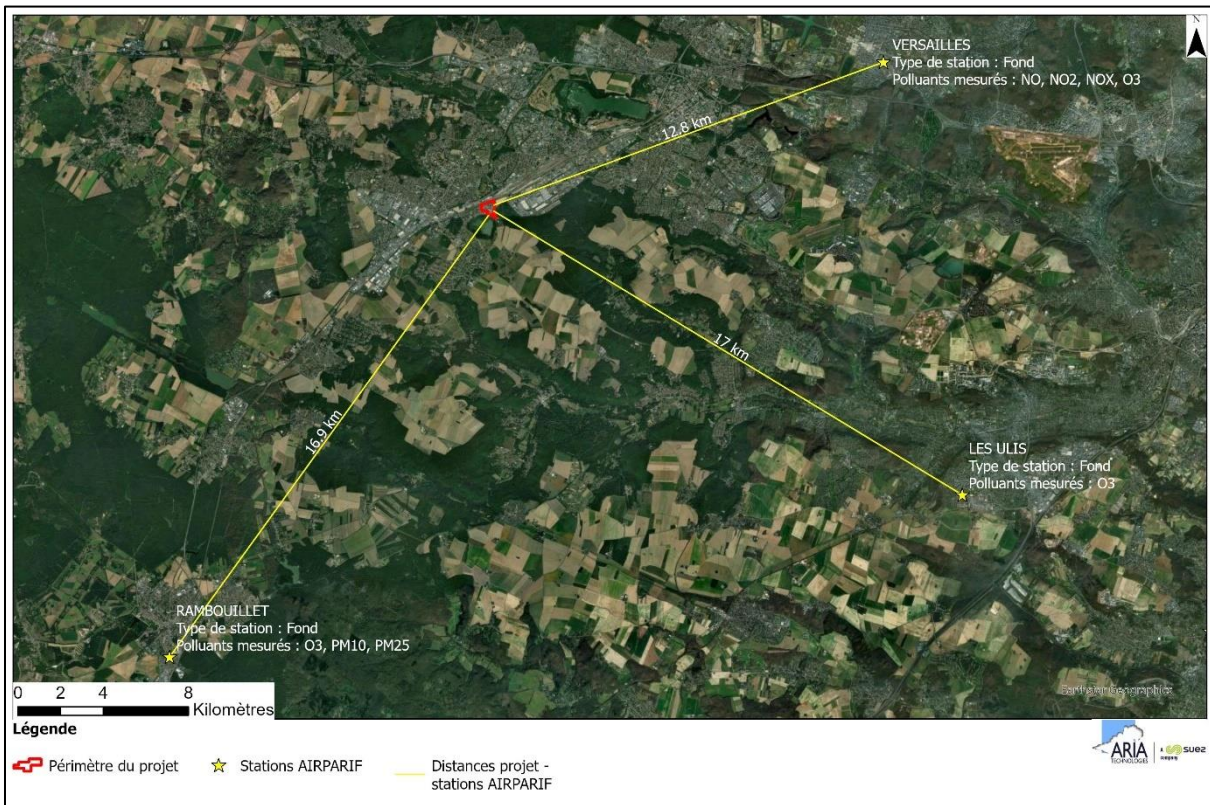 N
VERSAILLES
Type de station : Fond
Polluants mesurés : NO, NO2, NOX, O3
12.8 km
17 km
16.9 km
LES ULIS
Type de station : Fond
Polluants mesurés : O3
RAMBOUILLET
Type de station : Fond
Polluants mesurés : O3, PM10, PM25
Earthstar Geographics
0 2 4 8
Kilomètres
Légende
Périmètre du projet
Stations AIRPARIF
Distances projet -
stations AIRPARIF
ARIA
TECHNOLOGIES
suez